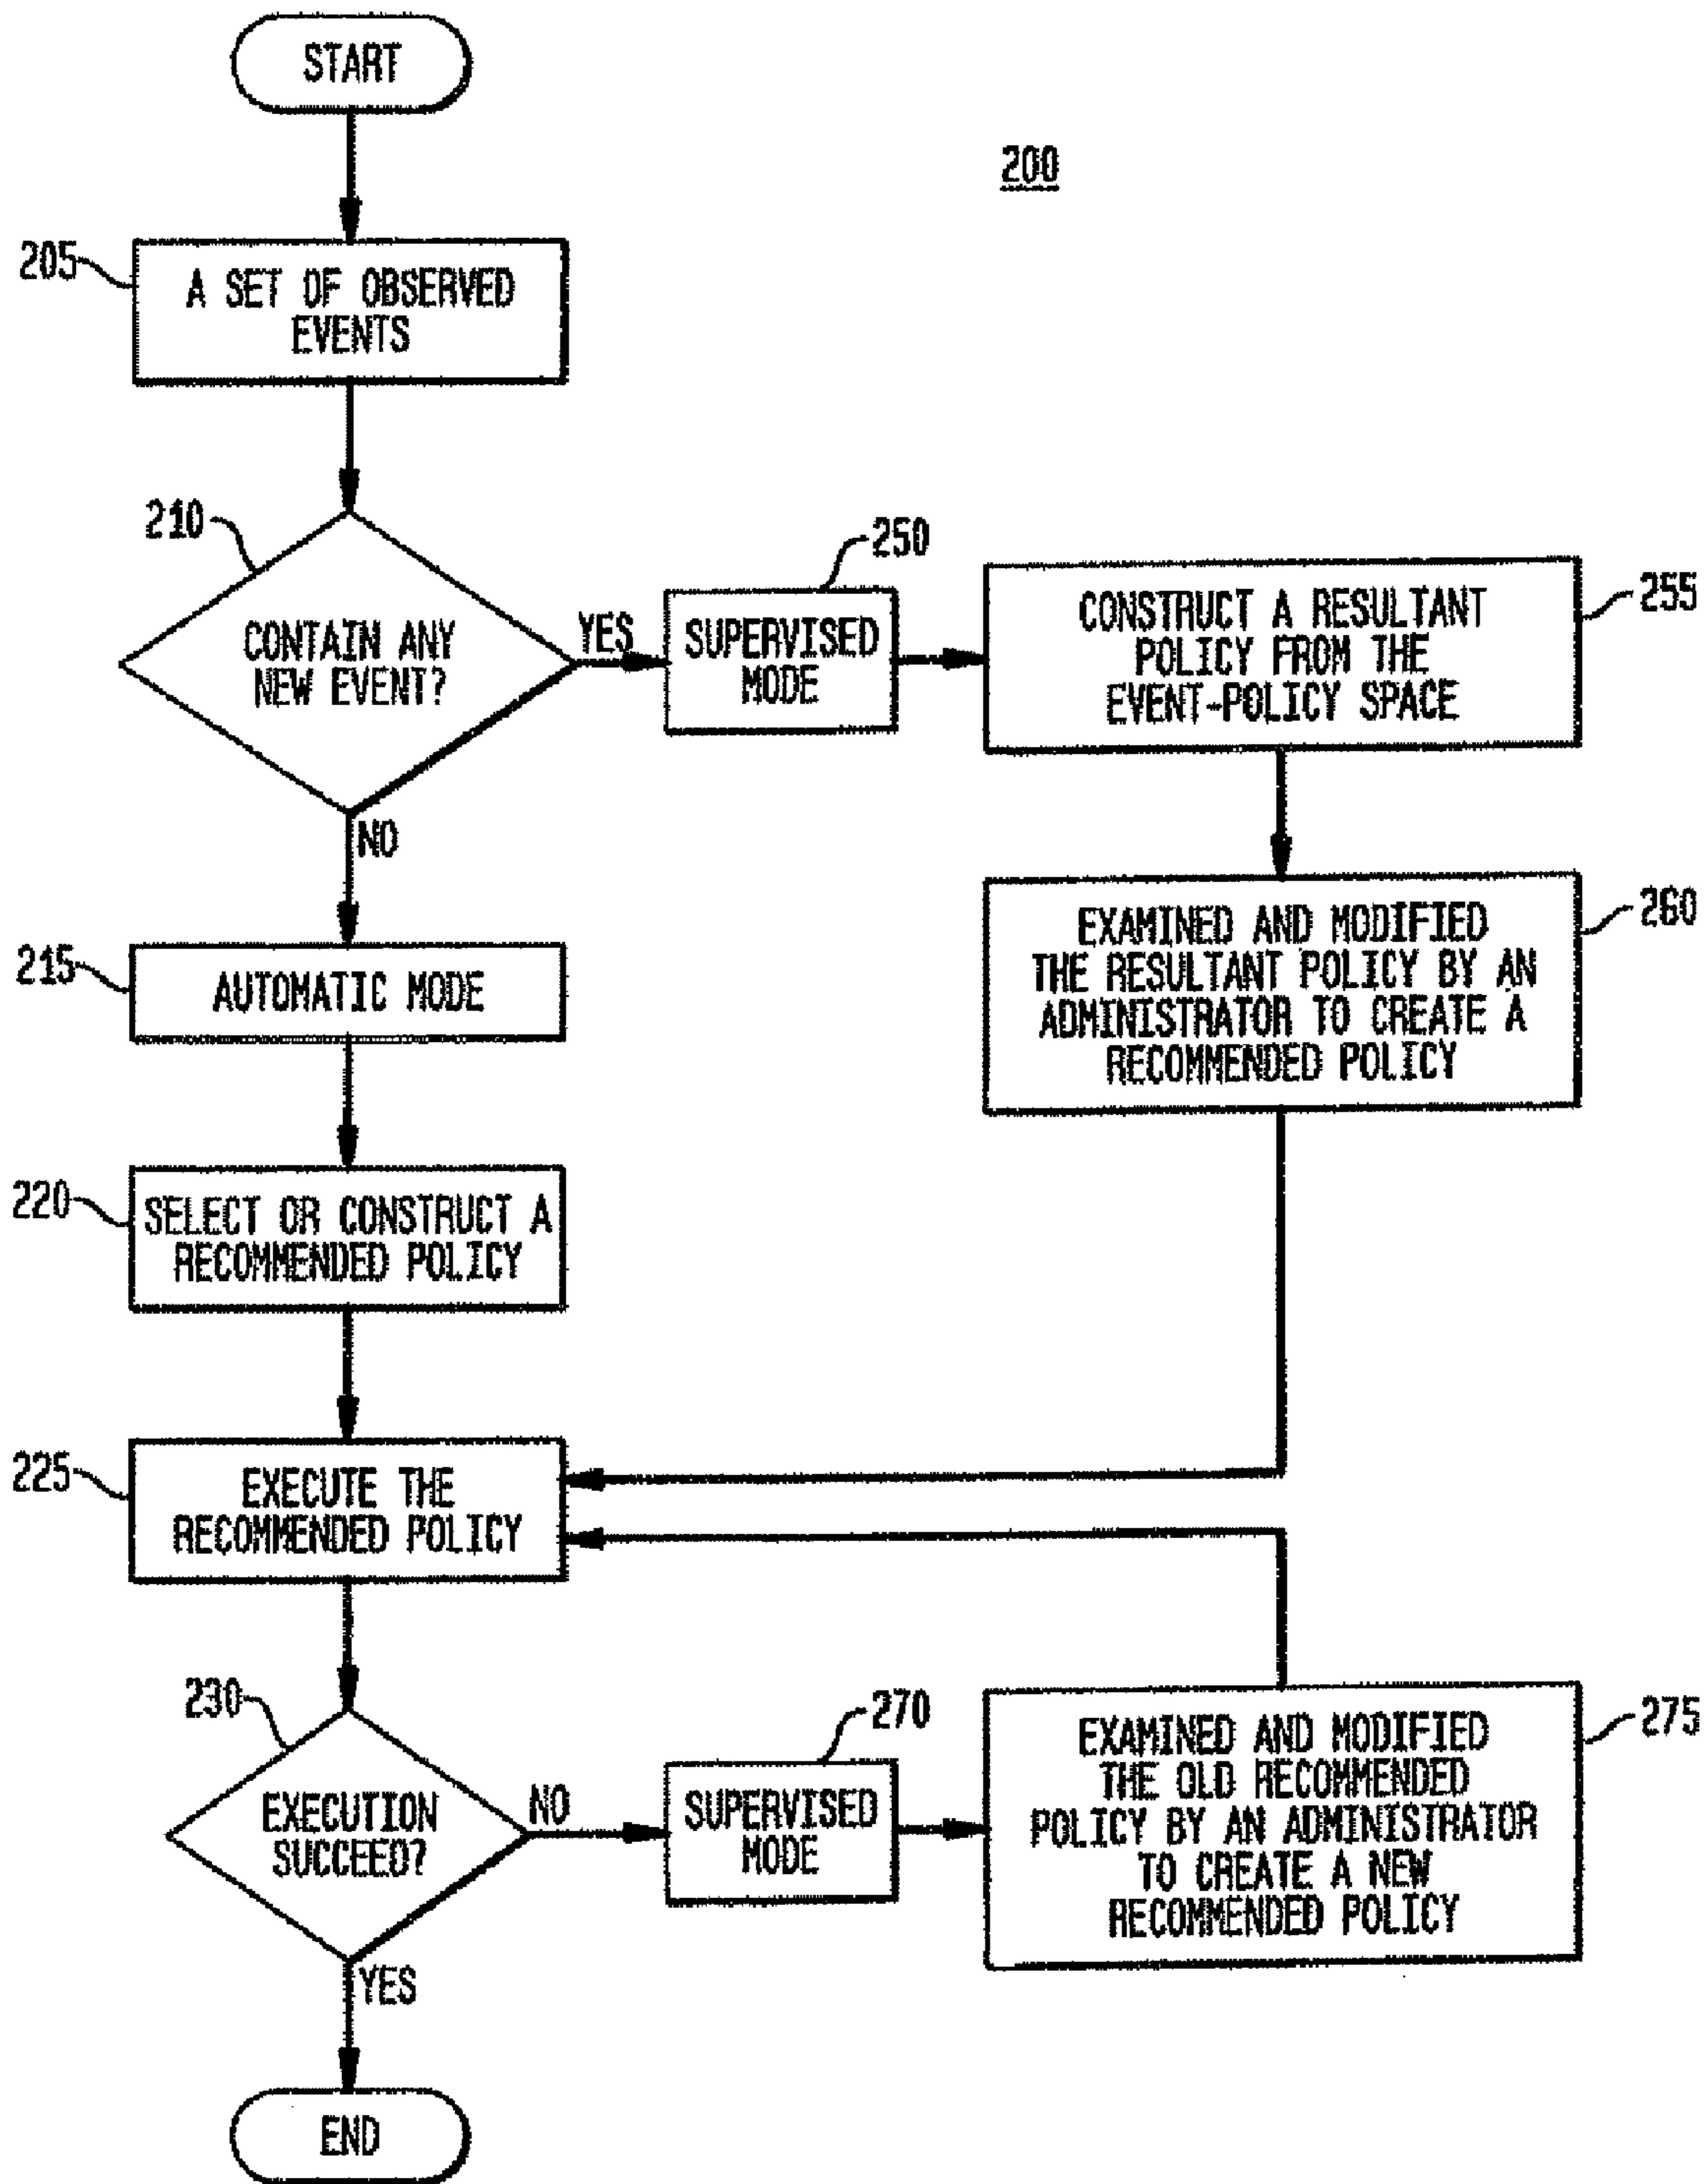 START
200
205
A SET OF OBSERVED
EVENTS
210
CONTAIN ANY
NEW EVENT?
YES
250
SUPERVISED
MODE
255
CONSTRUCT A RESULTANT
POLICY FROM THE
EVENT-POLICY SPACE
NO
260
EXAMINED AND MODIFIED
THE RESULTANT POLICY BY AN
ADMINISTRATOR TO CREATE A
RECOMMENDED POLICY
215
AUTOMATIC MODE
220
SELECT OR CONSTRUCT A
RECOMMENDED POLICY
225
EXECUTE THE
RECOMMENDED POLICY
230
EXECUTION
SUCCEED?
NO
270
SUPERVISED
MODE
275
EXAMINED AND MODIFIED
THE OLD RECOMMENDED
POLICY BY AN ADMINISTRATOR
TO CREATE A NEW
RECOMMENDED POLICY
YES
END